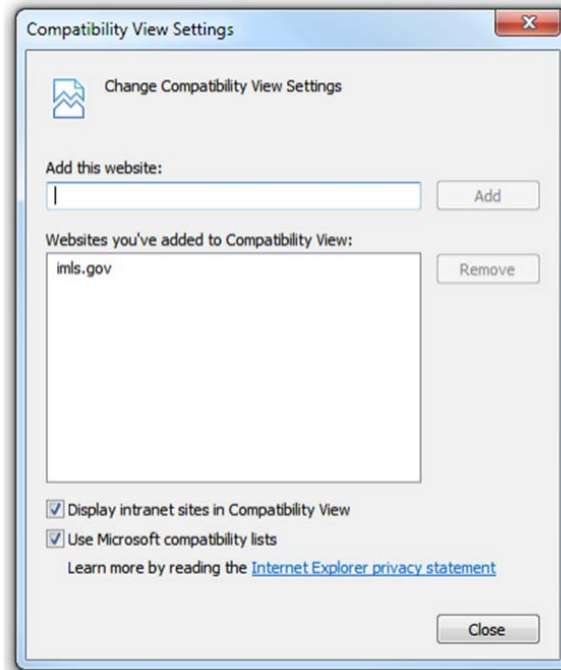 Compatibility View Settings
Change Compatibility View Settings
Add this website:
Add
Websites you've added to Compatibility View:
imls.gov
Remove
Display intranet sites in Compatibility View
Use Microsoft compatibility lists
Learn more by reading the Internet Explorer privacy statement
Close